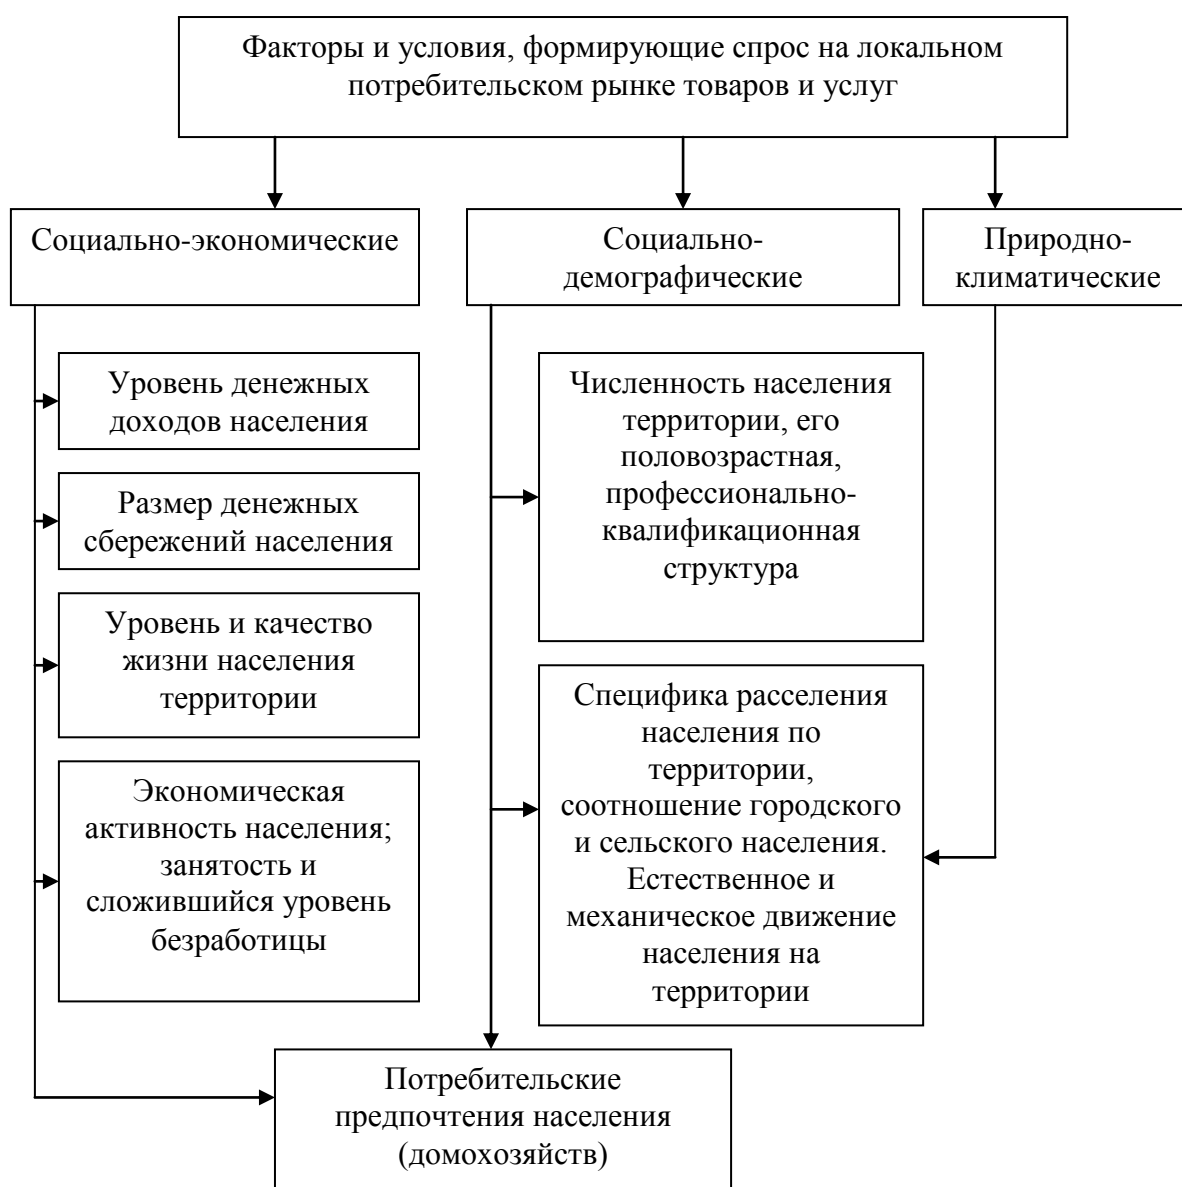 Факторы и условия, формирующие спрос на локальном
потребительском рынке товаров и услуг
Социально-экономические
Социально-
демографические
Природно-
климатические
Уровень денежных
доходов населения
Размер денежных
сбережений населения
Уровень и качество
жизни населения
территории
Экономическая
активность населения;
занятость и
сложившийся уровень
безработицы
Численность населения
территории, его
половозрастная,
профессионально-
квалификационная
структура
Специфика расселения
населения по
территории,
соотношение городского
и сельского населения.
Естественное и
механическое движение
населения на
территории
Потребительские
предпочтения населения
(домохозяйств)